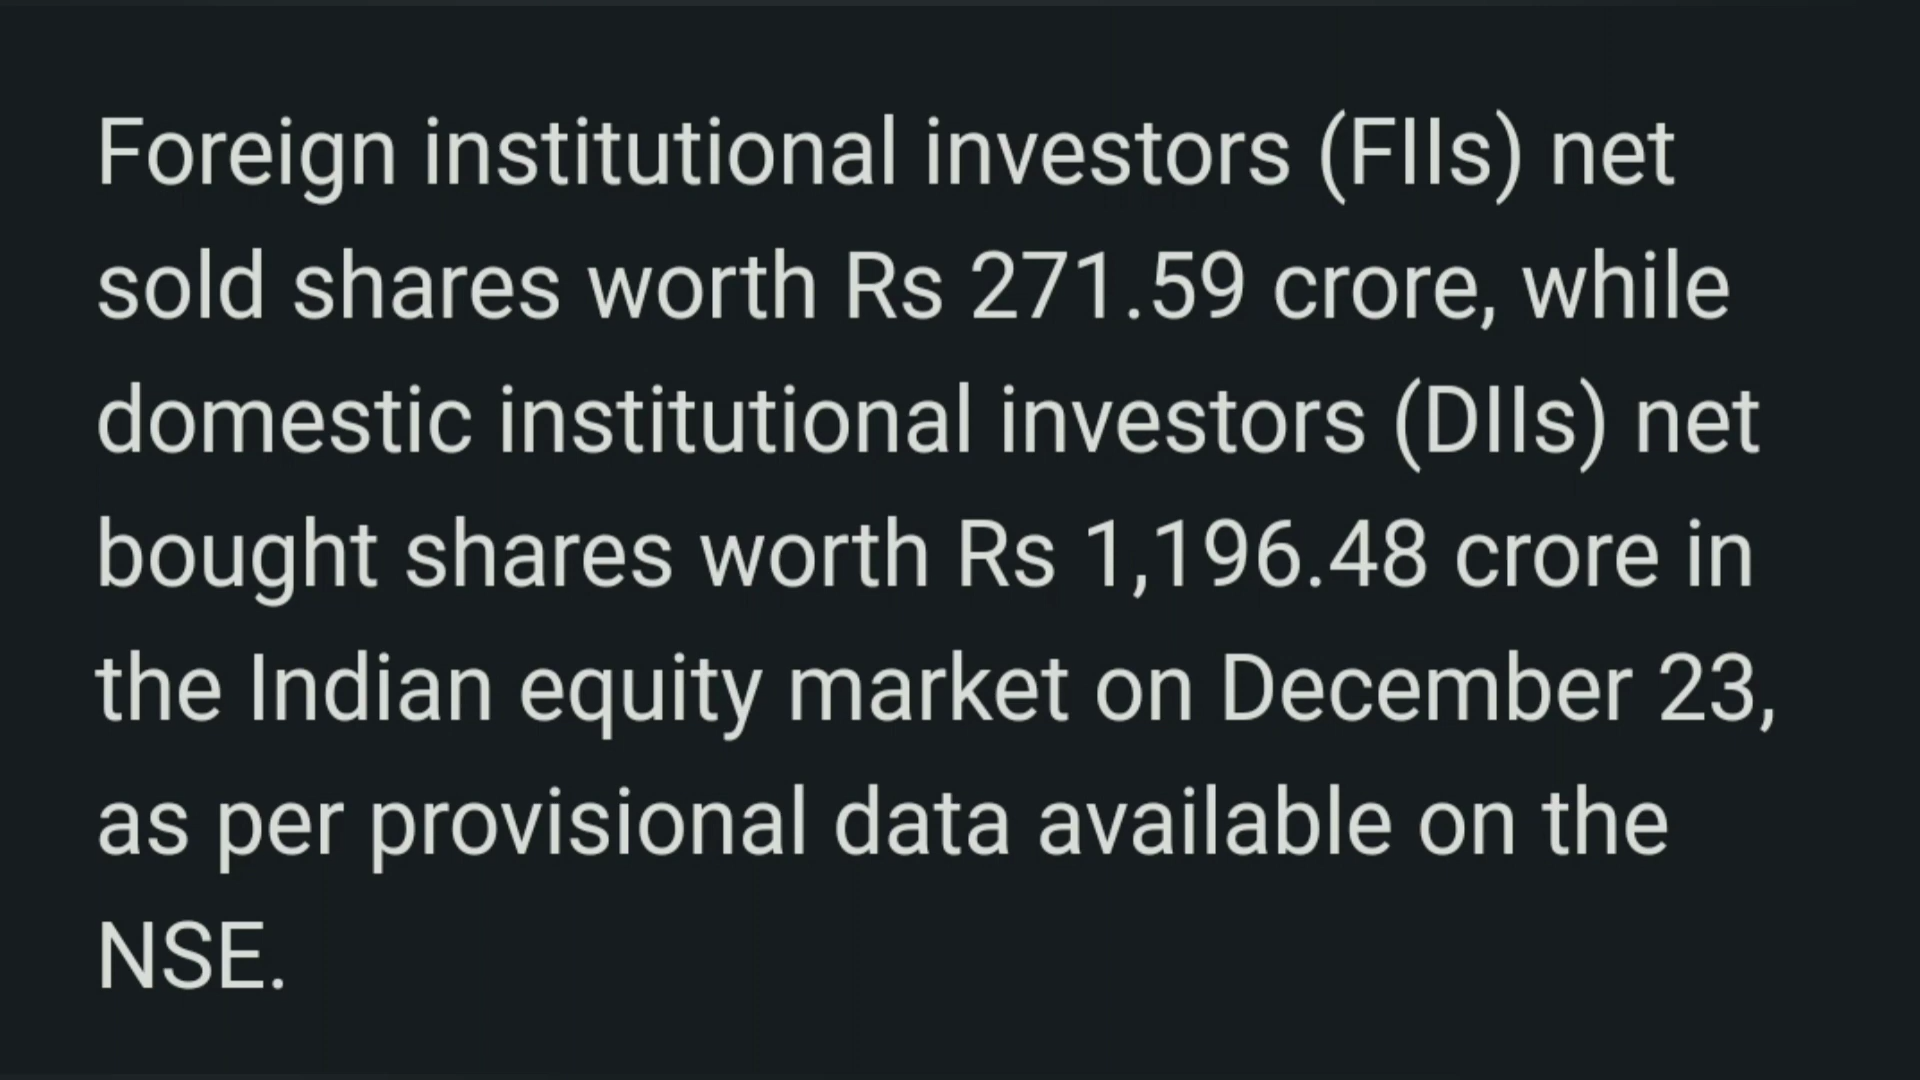 Foreign institutional investors (FIIs) net
sold shares worth Rs 271.59 crore, while
domestic institutional investors (DIIs) net
bought shares worth Rs 1,196.48 crore in
the Indian equity market on December 23,
as per provisional data available on the
NSE.